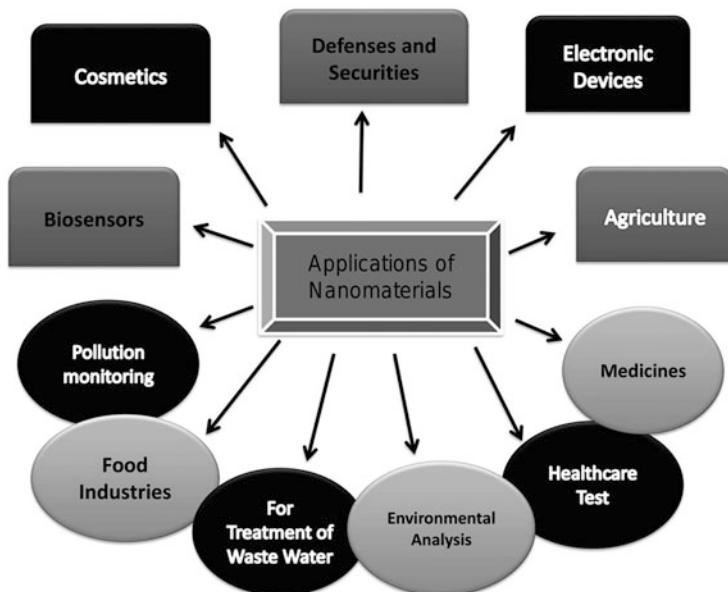 Cosmetics
Defenses and
Securities
Electronic
Devices
Biosensors
Applications of
Nanomaterials
Agriculture
Pollution
monitoring
Medicines
Food
Industries
For
Treatment of
Waste Water
Environmental
Analysis
Healthcare
Test